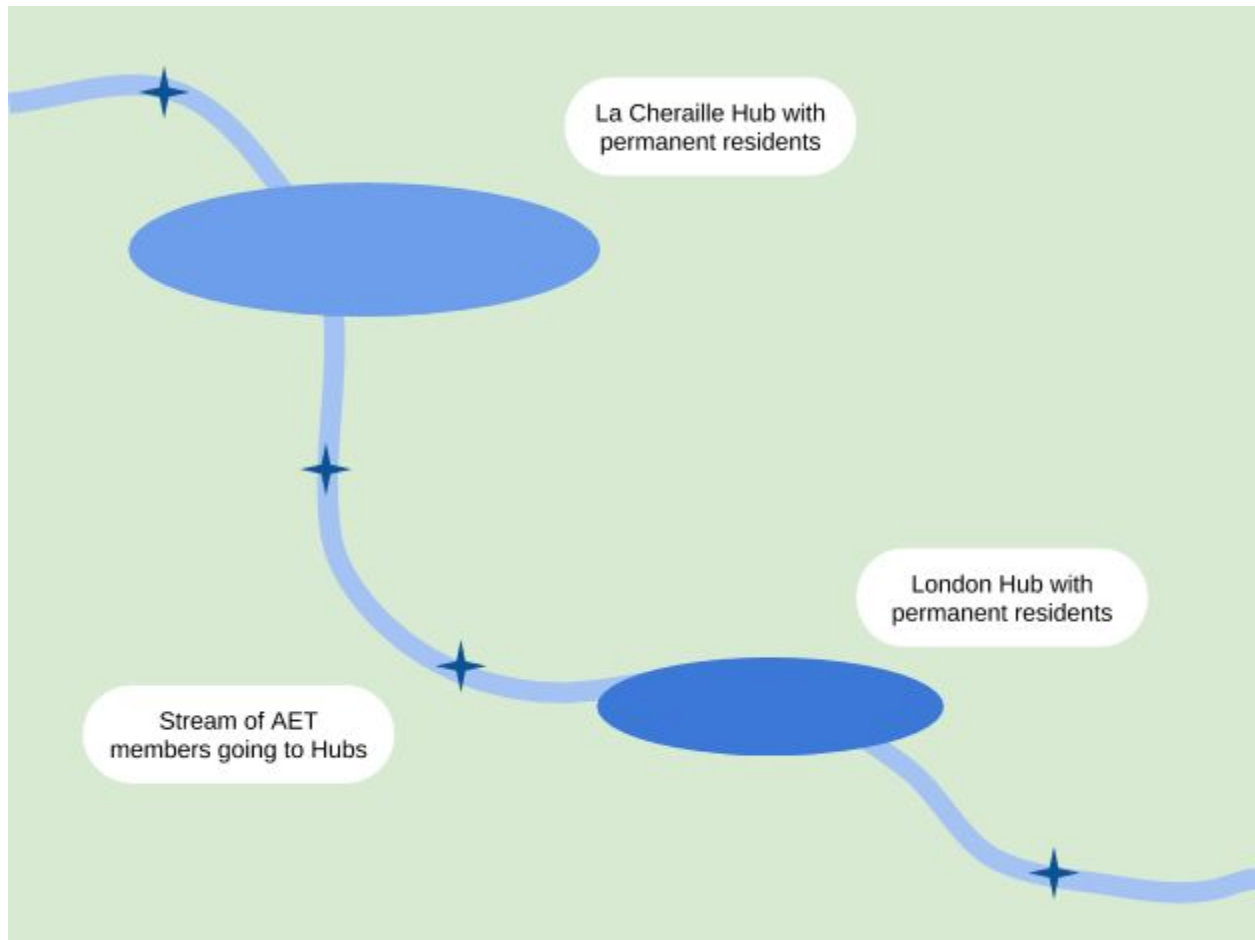 La Cheraille Hub with
permanent residents
London Hub with
permanent residents
Stream of AET
members going to Hubs